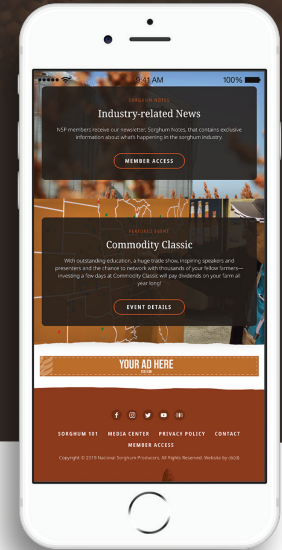 9:41 AM
100%
SORGHUM NOTES
Industry-related News
NSP members receive our newsletter, Sorghum Notes, that contains exclusive
information about what's happening in the sorghum industry.
MEMBER ACCESS
FEATURED EVENT
Commodity Classic
With outstanding education, a huge trade show, inspiring speakers and
presenters and the chance to network with thousands of your fellow farmers—
investing a few days at Commodity Classic will pay dividends on your farm all
year long!
EVENT DETAILS
YOUR AD HERE
SORGHUM 101 MEDIA CENTER PRIVACY POLICY CONTACT
MEMBER ACCESS
Copyright © 2019 National Sorghum Producers. All Rights Reserved. Website by